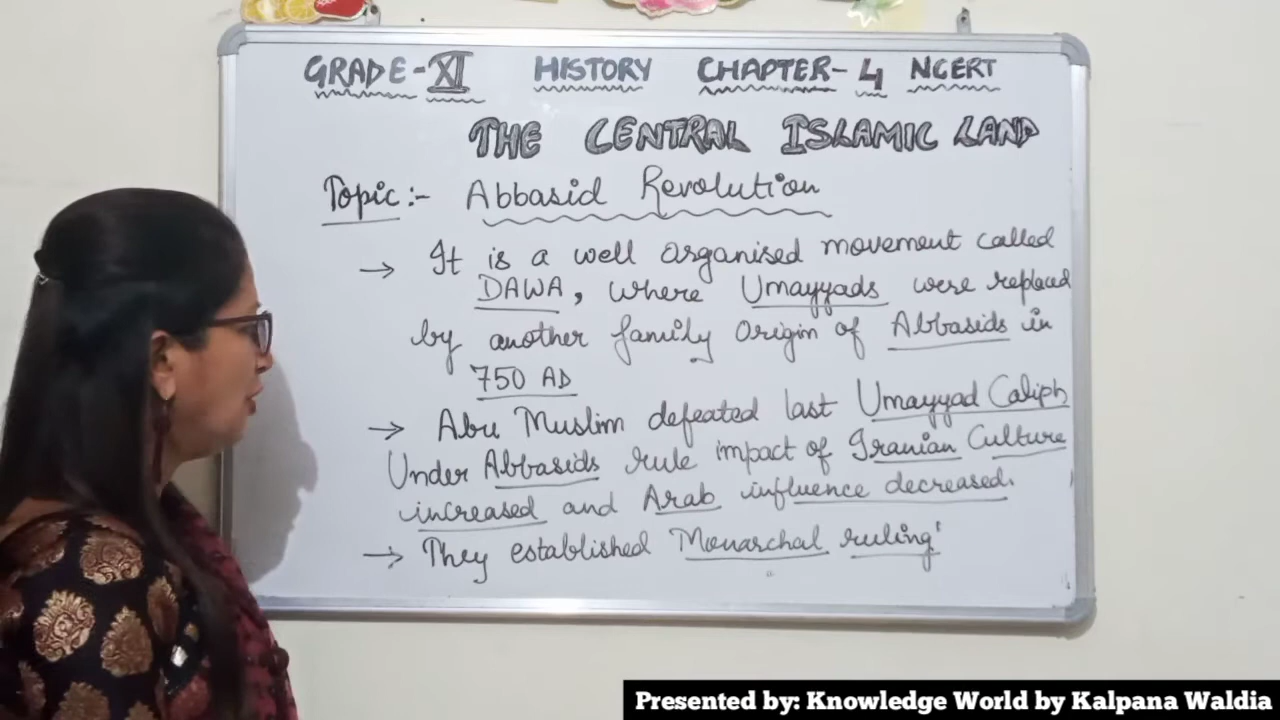 GRADE-XI HISTORY CHAPTER-4 NCERT
THE CENTRAL ISLAMIC LAND
Topic:- Abbasid Revolution
→ It is a well organised movement called
DAWA, where Umayyads were replaced
by another family origin of Abbasids in
750 AD
→ Abu Muslim defeated last Umayyad Caliph
Under Abbasids rule impact of Iranian Culture
increased and Arab influence decreased.
→ They established Monarchal ruling'
Presented by: Knowledge World by Kalpana Waldia